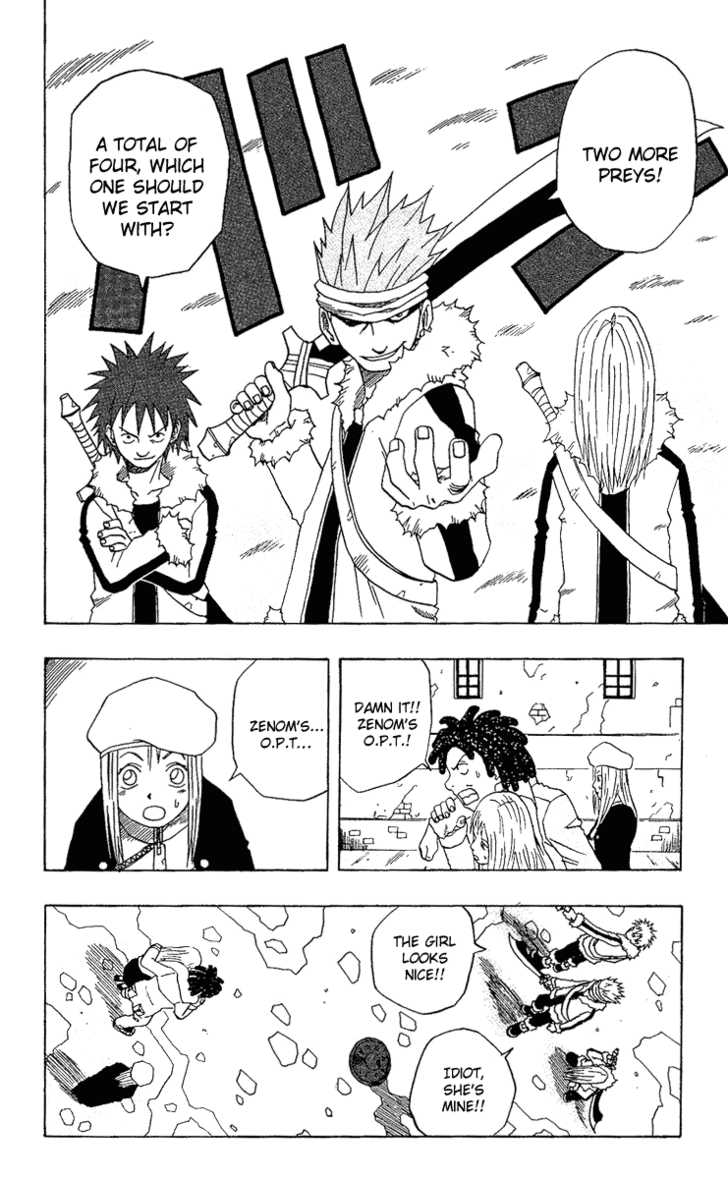 TWO MORE
PREYS!
A TOTAL OF
FOUR, WHICH
ONE SHOULD
WE START
WITH?
DAMN IT!!
ZENOM'S
O.P.T.!
ZENOM'S...
O.P.T...
THE GIRL
LOOKS
NICE!!
IDIOT,
SHE'S
MINE!!